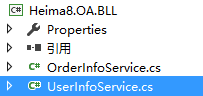 Heima8.OA.BLL
Properties
引用
OrderInfoService.cs
UserInfoService.cs